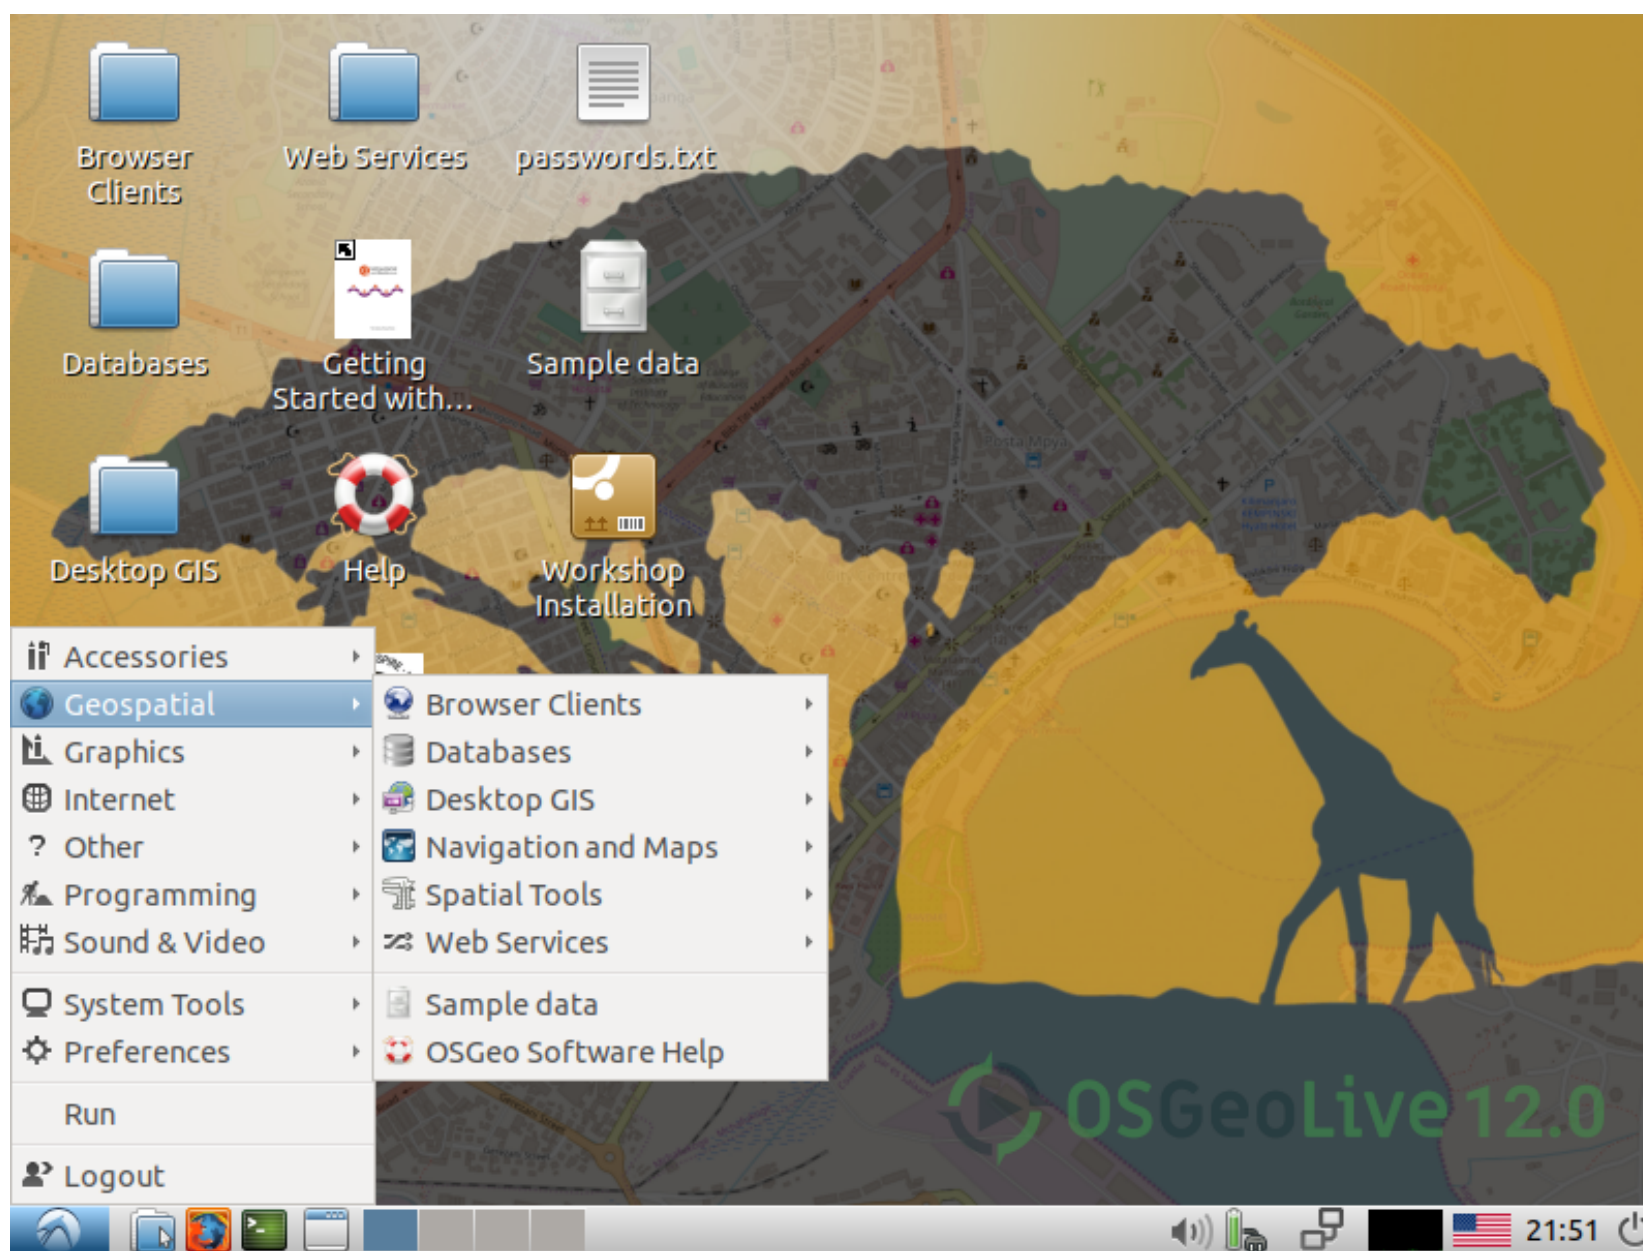 Browser
Clients
Web Services
passwords.txt
Databases
Getting
Started with...
Sample data
Desktop GIS
Help
Workshop
Installation
Posta Mpya
Accessories
Geospatial
Graphics
Internet
Other
Programming
Sound & Video
System Tools
Preferences
Run
Logout
Browser Clients
Databases
Desktop GIS
Navigation and Maps
Spatial Tools
Web Services
Sample data
OSGeo Software Help
OSGeoLive 12.0
21:51